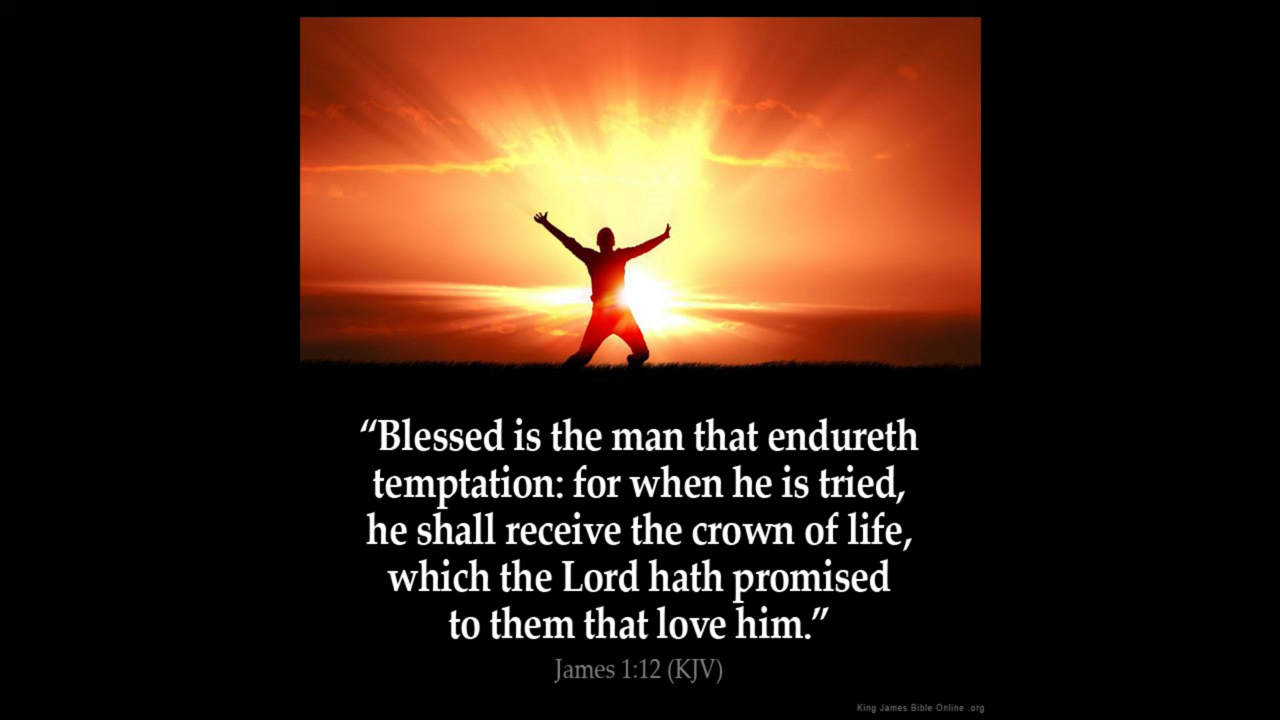 “Blessed is the man that endureth
temptation: for when he is tried,
he shall receive the crown of life,
which the Lord hath promised
to them that love him.”
James 1:12 (KJV)
King James Bible Online .org